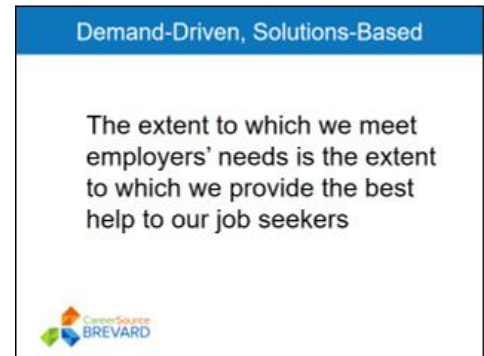 Demand-Driven, Solutions-Based
The extent to which we meet
employers' needs is the extent
to which we provide the best
help to our job seekers
CareerSource
BREVARD